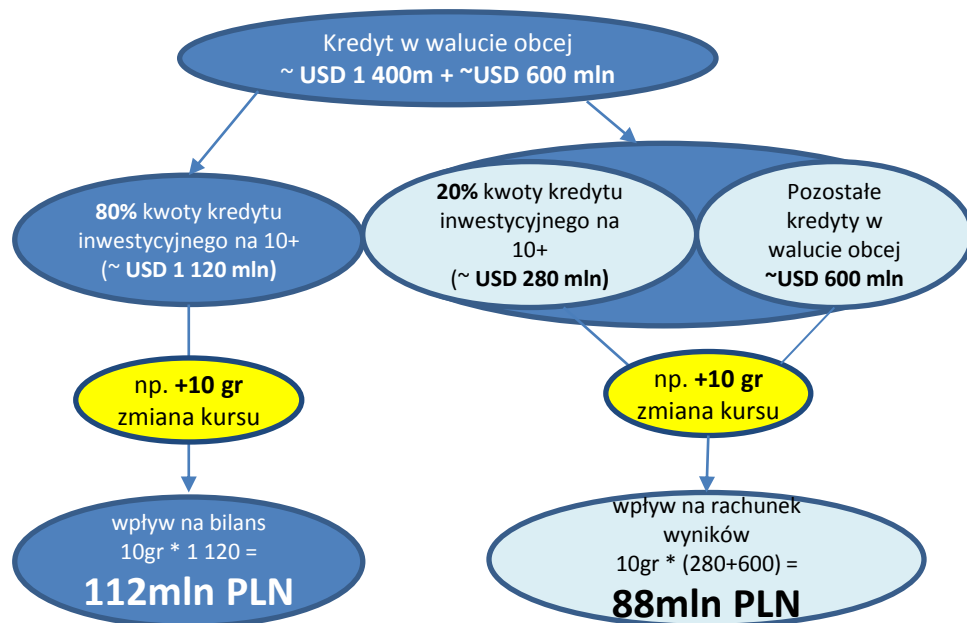 Kredyt w walucie obcej
~ USD 1 400m + ~USD 600 mln
80% kwoty kredytu
inwestycyjnego na 10+
(~ USD 1 120 mln)
20% kwoty kredytu
inwestycyjnego na
10+
(~ USD 280 mln)
Pozostałe
kredyty w
walucie obcej
~USD 600 mln
np. +10 gr
zmiana kursu
np. +10 gr
zmiana kursu
wpływ na bilans
10gr * 1 120 =
112mln PLN
wpływ na rachunek
wyników
10gr * (280+600) =
88mln PLN